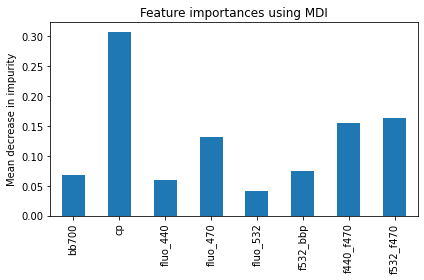 Feature importances using MDI
Mean decrease in impurity
0.30
0.25
0.20
0.15
0.10
0.05
0.00
bb700
cp
fluo_440
fluo_470
fluo_532
f532_bbp
f440_f470
f532_f470